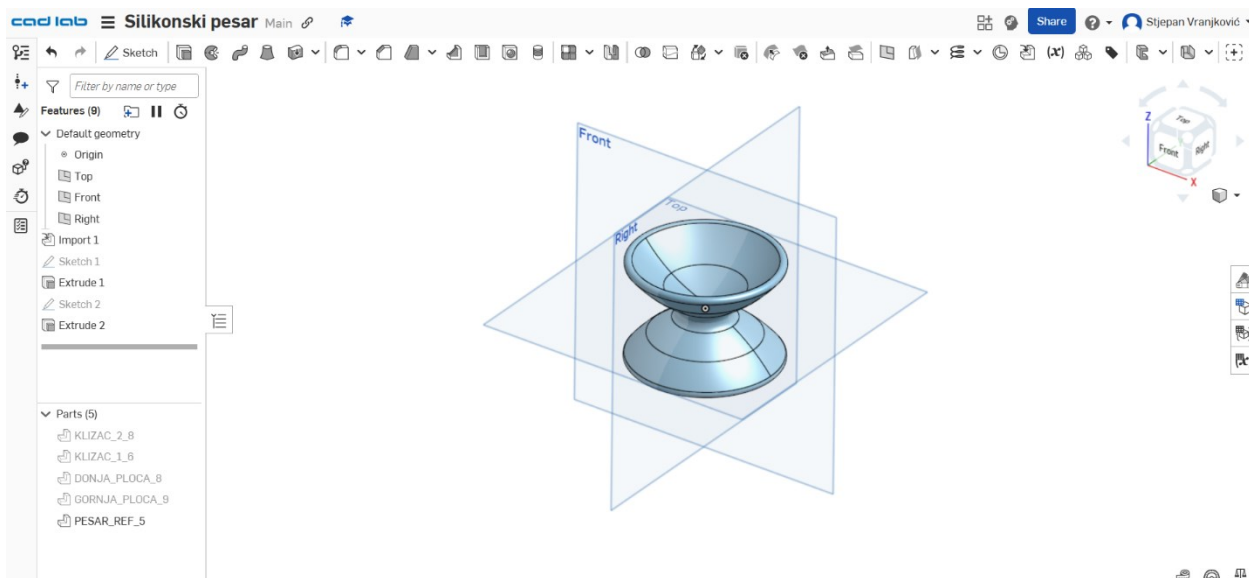 cad lab Silikonski pesar Main Share Stjepan Vranjković
Sketch (x)
Filter by name or type
Features (9)
Default geometry
Origin
Top
Front
Right
Import 1
Sketch 1
Extrude 1
Sketch 2
Extrude 2
Parts (5)
KLIZAC_2_8
KLIZAC_1_6
DONJA_PLOCA_8
GORNJA_PLOCA_9
PESAR_REF_5
Front
Top
Right
Z
Top
Front Right
X